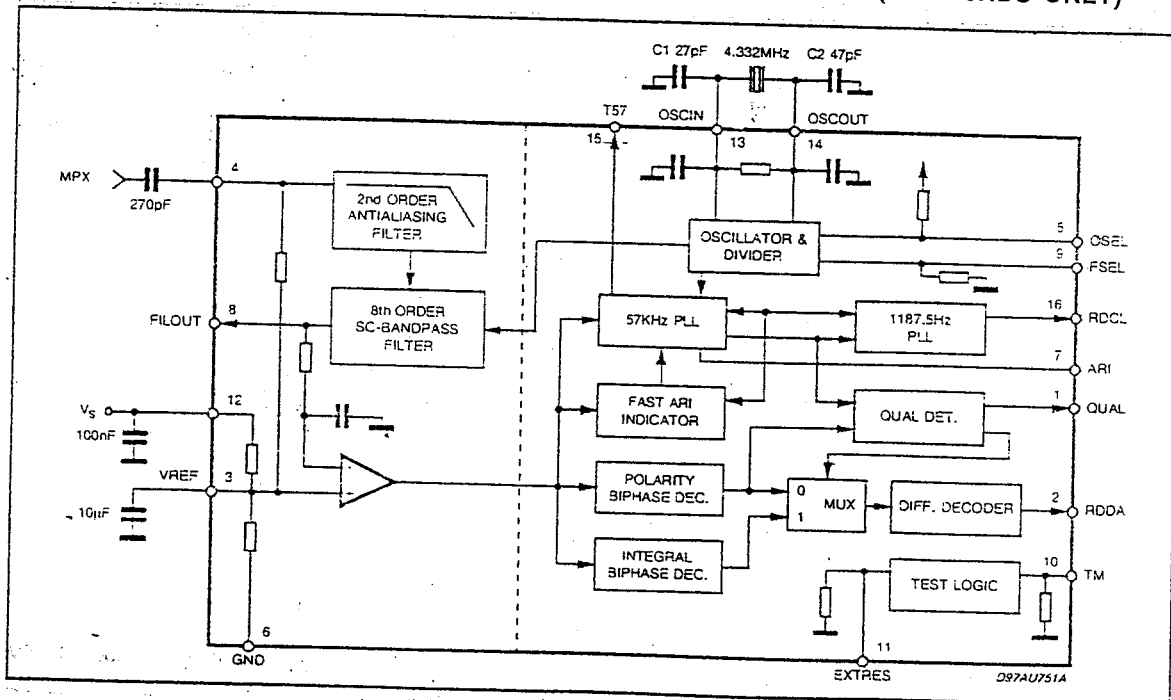 ONLY)
C1 27pF 4.332MHz C2 47pF
T57 OSCIN OSCOUT
15 13 14
MPX 4
270pF
2nd ORDER
ANTIALIASING
FILTER
OSCILLATOR &
DIVIDER
5 OSEL
9 FSEL
FILOUT 8
8th ORDER
SC-BANDPASS
FILTER
57KHz PLL
1187.5Hz
PLL
16 RDCL
7 ARI
VS 12
100nF
FAST ARI
INDICATOR
QUAL DET.
1 QUAL
VREF 3
10µF
POLARITY
BIPHASE DEC.
0
1
MUX
DIFF. DECODER
2 RDDA
INTEGRAL
BIPHASE DEC.
TEST LOGIC
10 TM
6
GND
11
EXTRES
D97AU751A